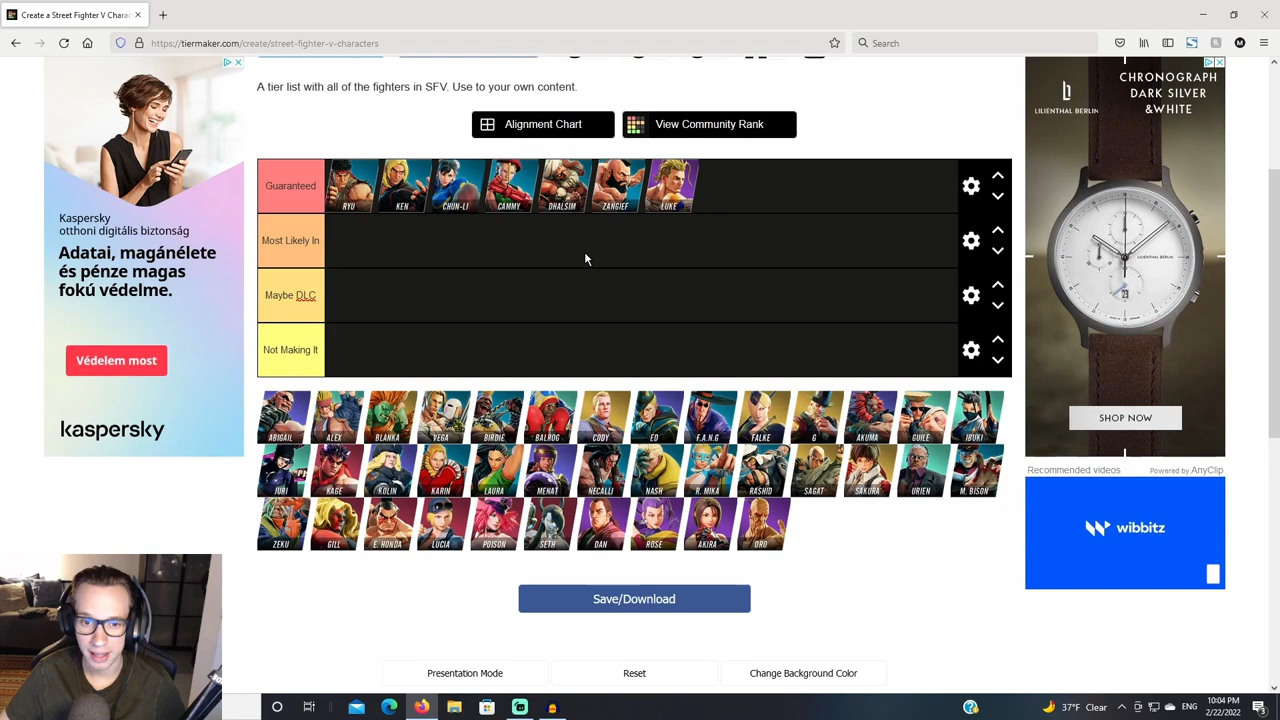 Create a Street Fighter V Chara
https://tiermaker.com/create/street-fighter-v-characters
Search
A tier list with all of the fighters in SFV. Use to your own content.
Alignment Chart
View Community Rank
Guaranteed
RYU
KEN
CHUN-LI
CAMMY
DHALSIM
ZANGIEF
LUKE
Most Likely In
Maybe DLC
Not Making It
ABIGAIL
ALEX
BLANKA
VEGA
BIRDIE
BALROG
CODY
ED
F.A.N.G
FALKE
G
AKUMA
GUILE
IBUKI
JURI
KAGE
KOLIN
KARIN
LAURA
MENAT
NECALLI
NASH
R. MIKA
RASHID
SAGAT
SAKURA
URIEN
M. BISON
ZEKU
GILL
E. HONDA
LUCIA
POISON
SETH
DAN
ROSE
AKIRA
ORO
Save/Download
Presentation Mode
Reset
Change Background Color
Kaspersky
otthoni digitális biztonság
Adatai, magánélete
és pénze magas
fokú védelme.
Védelem most
kaspersky
LILIENTHAL BERLIN
CHRONOGRAPH
DARK SILVER
&WHITE
LILIENTHAL BERLIN
23
SHOP NOW
Recommended videos
Powered by AnyClip
wibbitz
37°F Clear
10:04 PM
2/22/2022